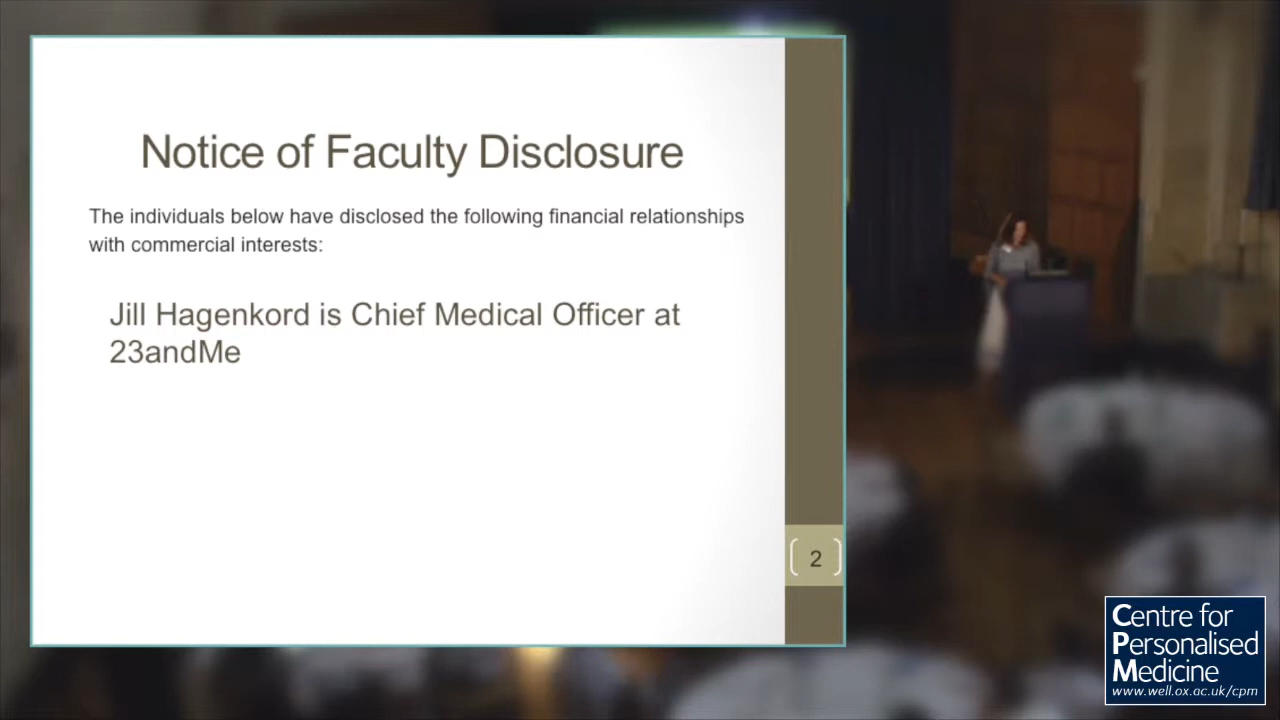 Notice of Faculty Disclosure
The individuals below have disclosed the following financial relationships
with commercial interests:
Jill Hagenkord is Chief Medical Officer at
23andMe
2
Centre for
Personalised
Medicine
www.well.ox.ac.uk/cpm